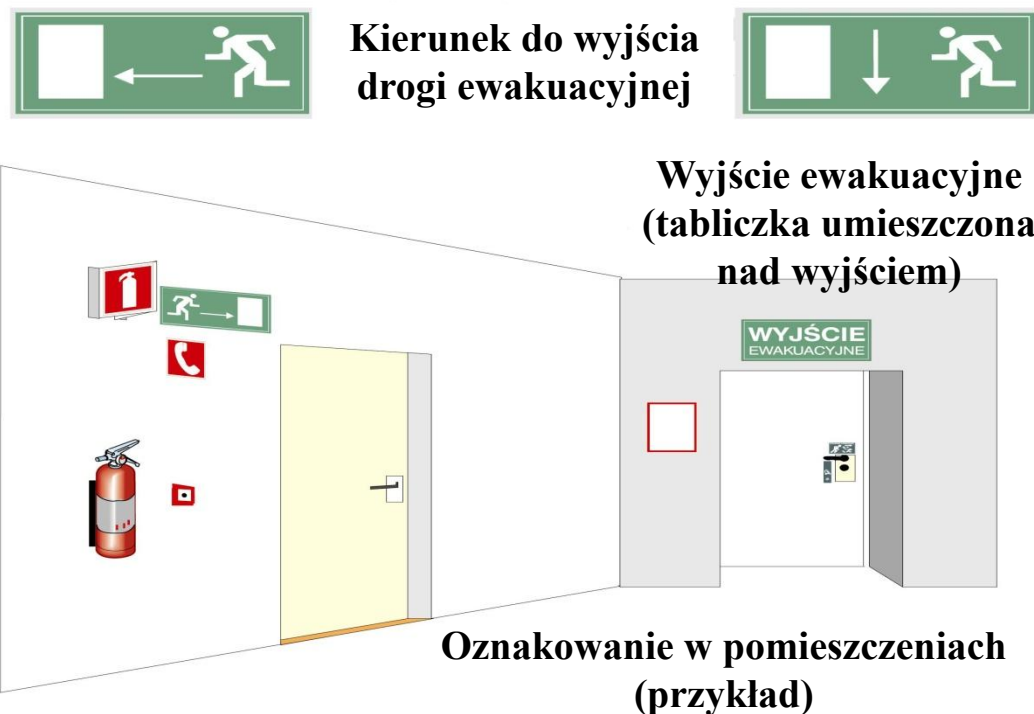 Kierunek do wyjścia
drogi ewakuacyjnej
Wyjście ewakuacyjne
(tabliczka umieszczona
nad wyjściem)
WYJŚCIE
EWAKUACYJNE
Oznakowanie w pomieszczeniach
(przykład)